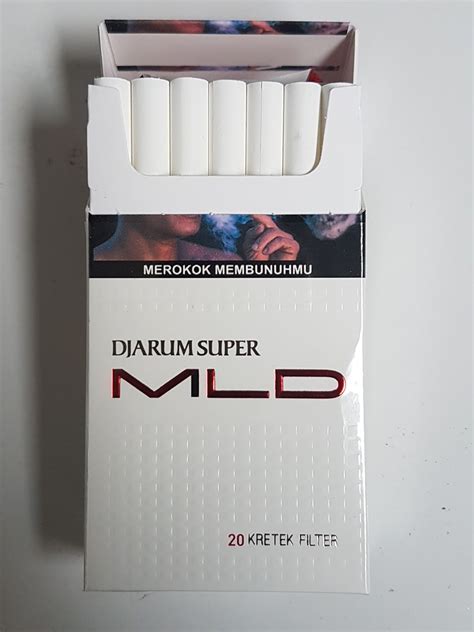 MEROKOK MEMBUNUHMU
DJARUM SUPER
MLD
20 KRETEK FILTER